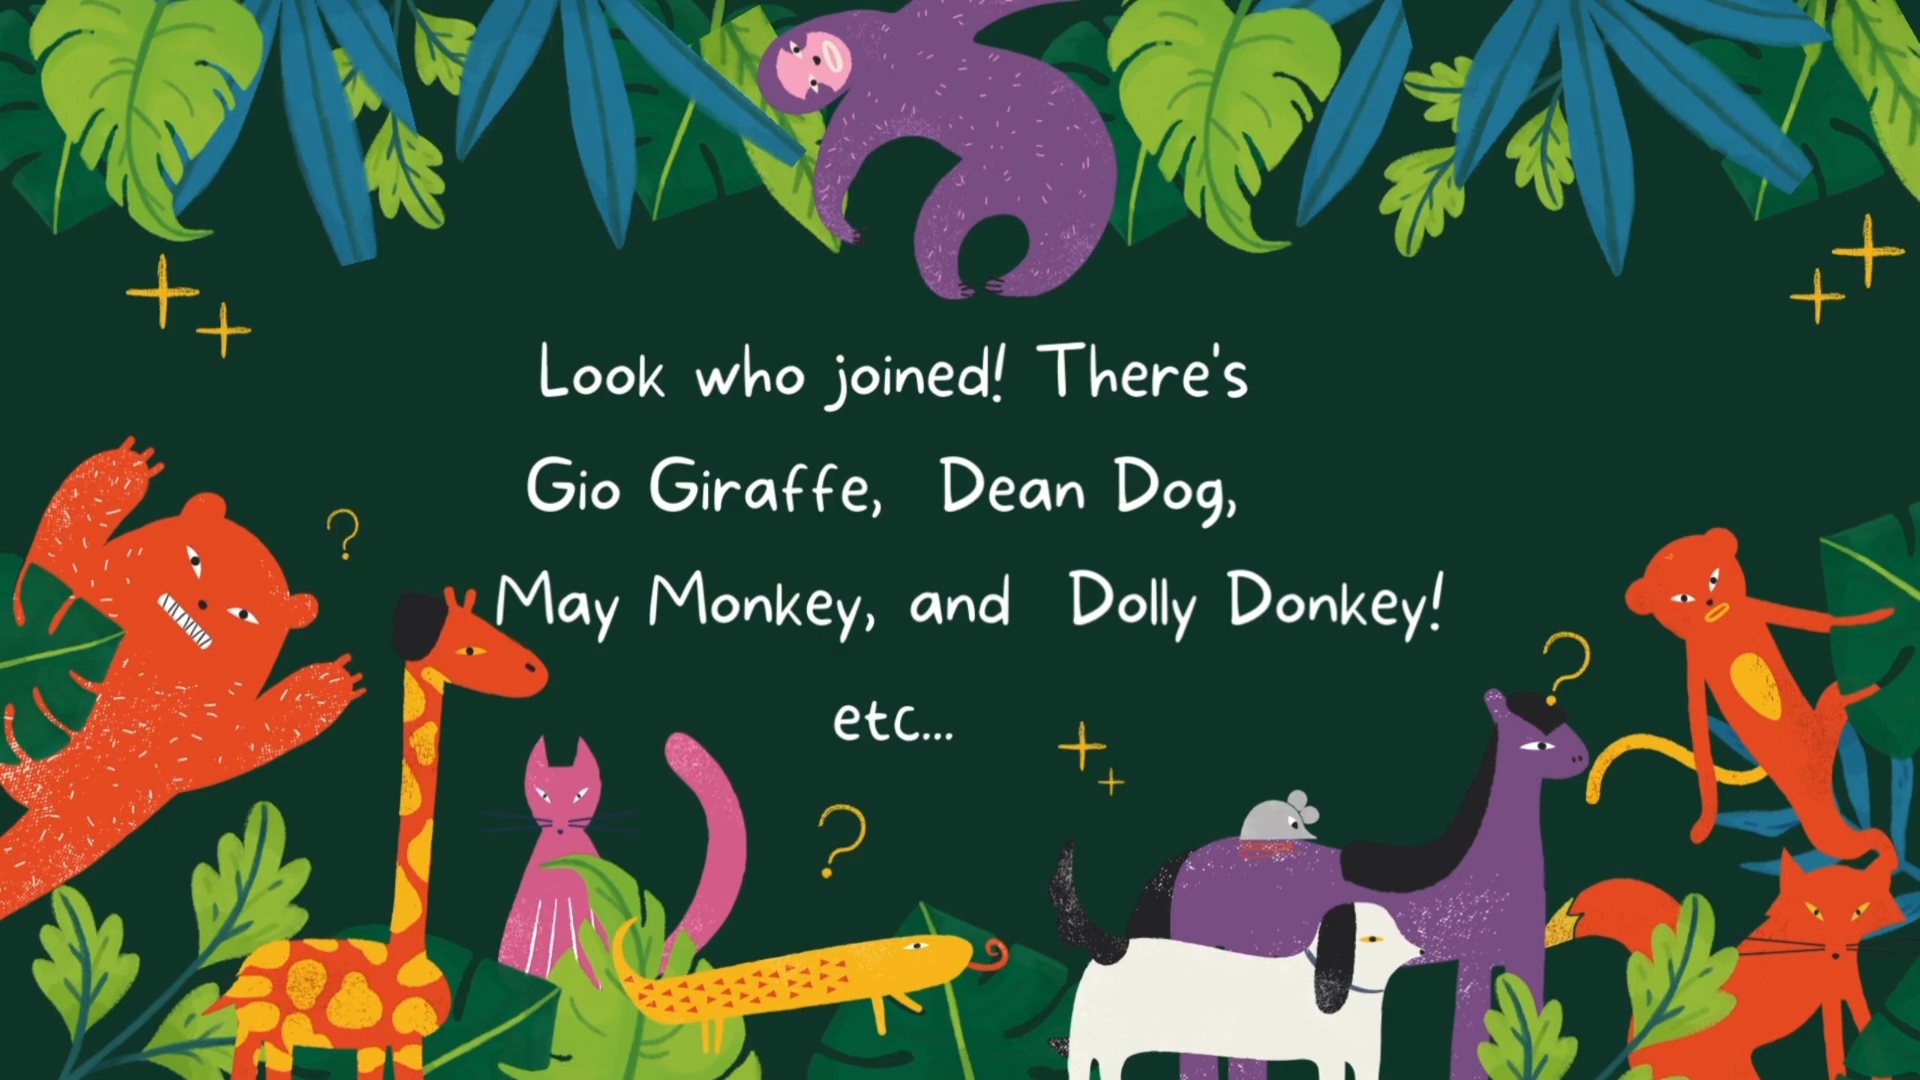 Look who joined! There's
Gio Giraffe, Dean Dog,
May Monkey, and Dolly Donkey!
etc...